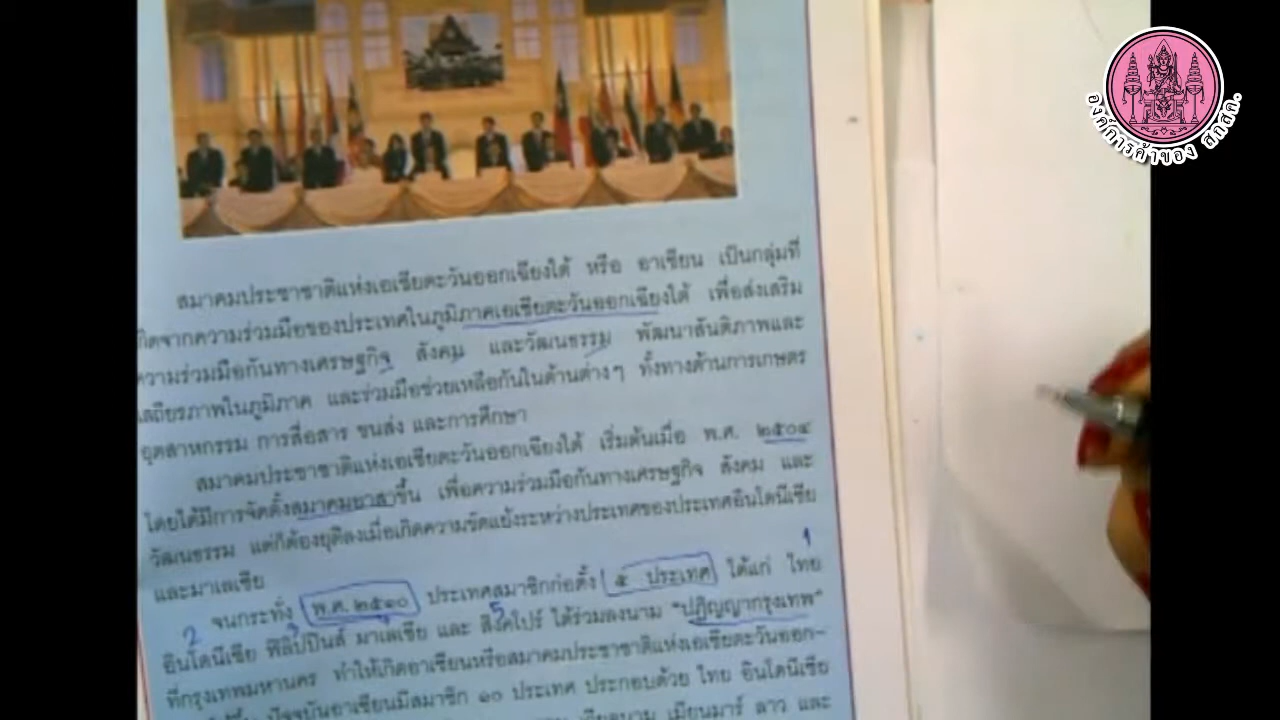 องค์การค้าของ สกสค.
สมาคมประชาชาติแห่งเอเชียตะวันออกเฉียงใต้ หรือ อาเซียน เป็นกลุ่มที่
เกิดจากความร่วมมือของประเทศในภูมิภาคเอเชียตะวันออกเฉียงใต้ เพื่อส่งเสริม
ความร่วมมือกันทางเศรษฐกิจ สังคม และวัฒนธรรม พัฒนาสันติภาพและ
เสถียรภาพในภูมิภาค และร่วมมือช่วยเหลือกันในด้านต่างๆ ทั้งทางด้านการเกษตร
อุตสาหกรรม การสื่อสาร ขนส่ง และการศึกษา
สมาคมประชาชาติแห่งเอเชียตะวันออกเฉียงใต้ เริ่มต้นเมื่อ พ.ศ. ๒๕๐๔
โดยได้มีการจัดตั้งสมาคมอาสาขึ้น เพื่อความร่วมมือกันทางเศรษฐกิจ สังคม และ
วัฒนธรรม แต่ก็ต้องยุติลงเมื่อเกิดความขัดแย้งระหว่างประเทศของประเทศอินโดนีเซีย
และมาเลเซีย
1
จนกระทั่ง พ.ศ. ๒๕๑๐ ประเทศสมาชิกก่อตั้ง ๕ ประเทศ ได้แก่ ไทย
2 5
อินโดนีเซีย ฟิลิปปินส์ มาเลเซีย และ สิงคโปร์ ได้ร่วมลงนาม "ปฏิญญากรุงเทพ"
ที่กรุงเทพมหานคร ทำให้เกิดอาเซียนหรือสมาคมประชาชาติแห่งเอเชียตะวันออก-
ปัจจุบันอาเซียนมีสมาชิก ๑๐ ประเทศ ประกอบด้วย ไทย อินโดนีเซีย
เวียดนาม เมียนมาร์ ลาว และ